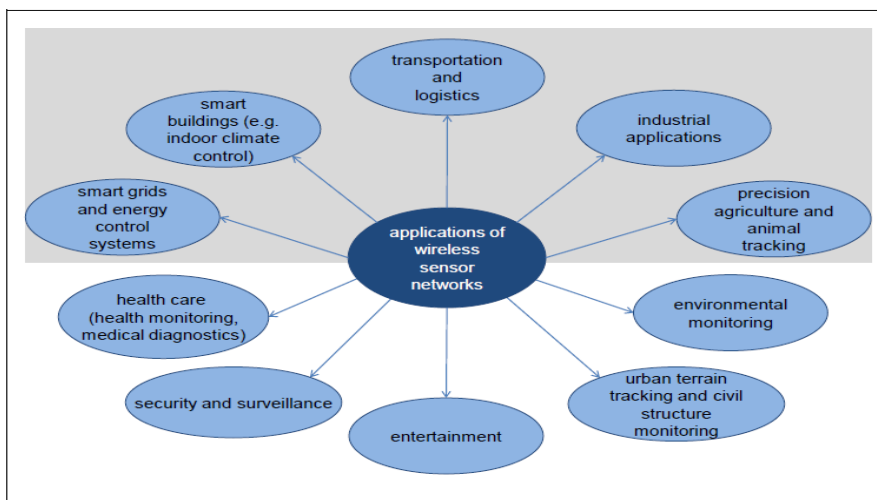 transportation
and
logistics
smart
buildings (e.g.
indoor climate
control)
industrial
applications
smart grids
and energy
control
systems
precision
agriculture and
animal
tracking
applications of
wireless
sensor
networks
health care
(health monitoring,
medical diagnostics)
environmental
monitoring
security and surveillance
entertainment
urban terrain
tracking and civil
structure
monitoring